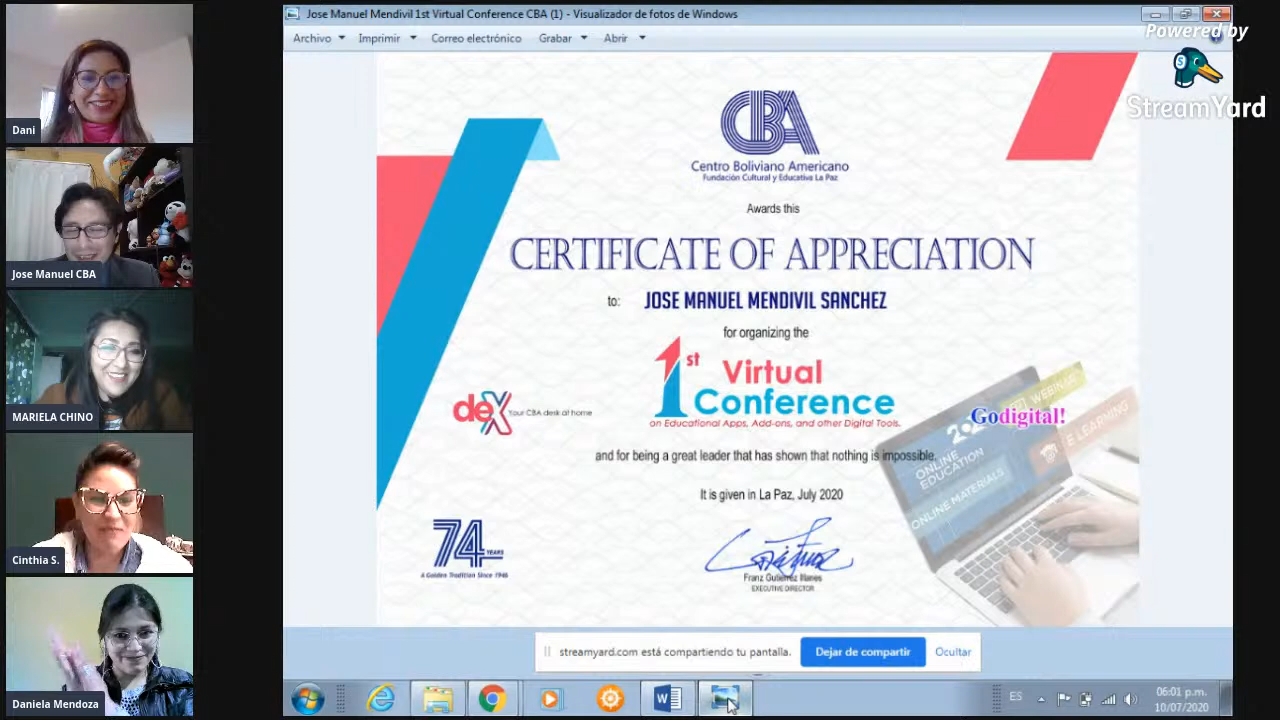 Jose Manuel Mendivil 1st Virtual Conference CBA (1) - Visualizador de fotos de Windows
Archivo Imprimir Correo electrónico Grabar Abrir
Powered by
StreamYard
Dani
Jose Manuel CBA
MARIELA CHINO
Cinthia S.
Daniela Mendoza
CBA
Centro Boliviano Americano
Fundación Cultural y Educativa La Paz
Awards this
CERTIFICATE OF APPRECIATION
to: JOSE MANUEL MENDIVIL SANCHEZ
for organizing the
1st Virtual
Conference
on Educational Apps, Add-ons, and other Digital Tools.
dex Your CBA desk at home
Godigital!
WEBINAR
E LEARNING
ONLINE
EDUCATION
ONLINE MATERIALS
and for being a great leader that has shown that nothing is impossible.
It is given in La Paz, July 2020
74 YEARS
A Golden Tradition Since 1946
Franz Gutierrez Illanes
EXECUTIVE DIRECTOR
streamyard.com está compartiendo tu pantalla. Dejar de compartir Ocultar
ES
06:01 p.m.
10/07/2020